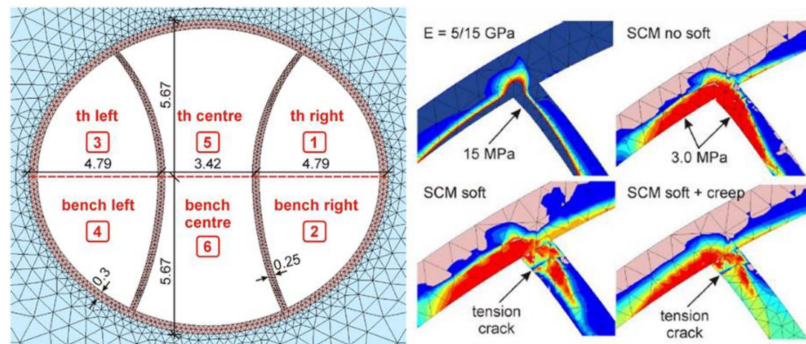 th left
3
4.79
th centre
5
3.42
th right
1
4.79
5.67
bench left
4
bench
centre
6
bench right
2
5.67
0.3
0.25
E = 5/15 GPa
15 MPa
SCM no soft
3.0 MPa
SCM soft
tension
crack
SCM soft + creep
tension
crack